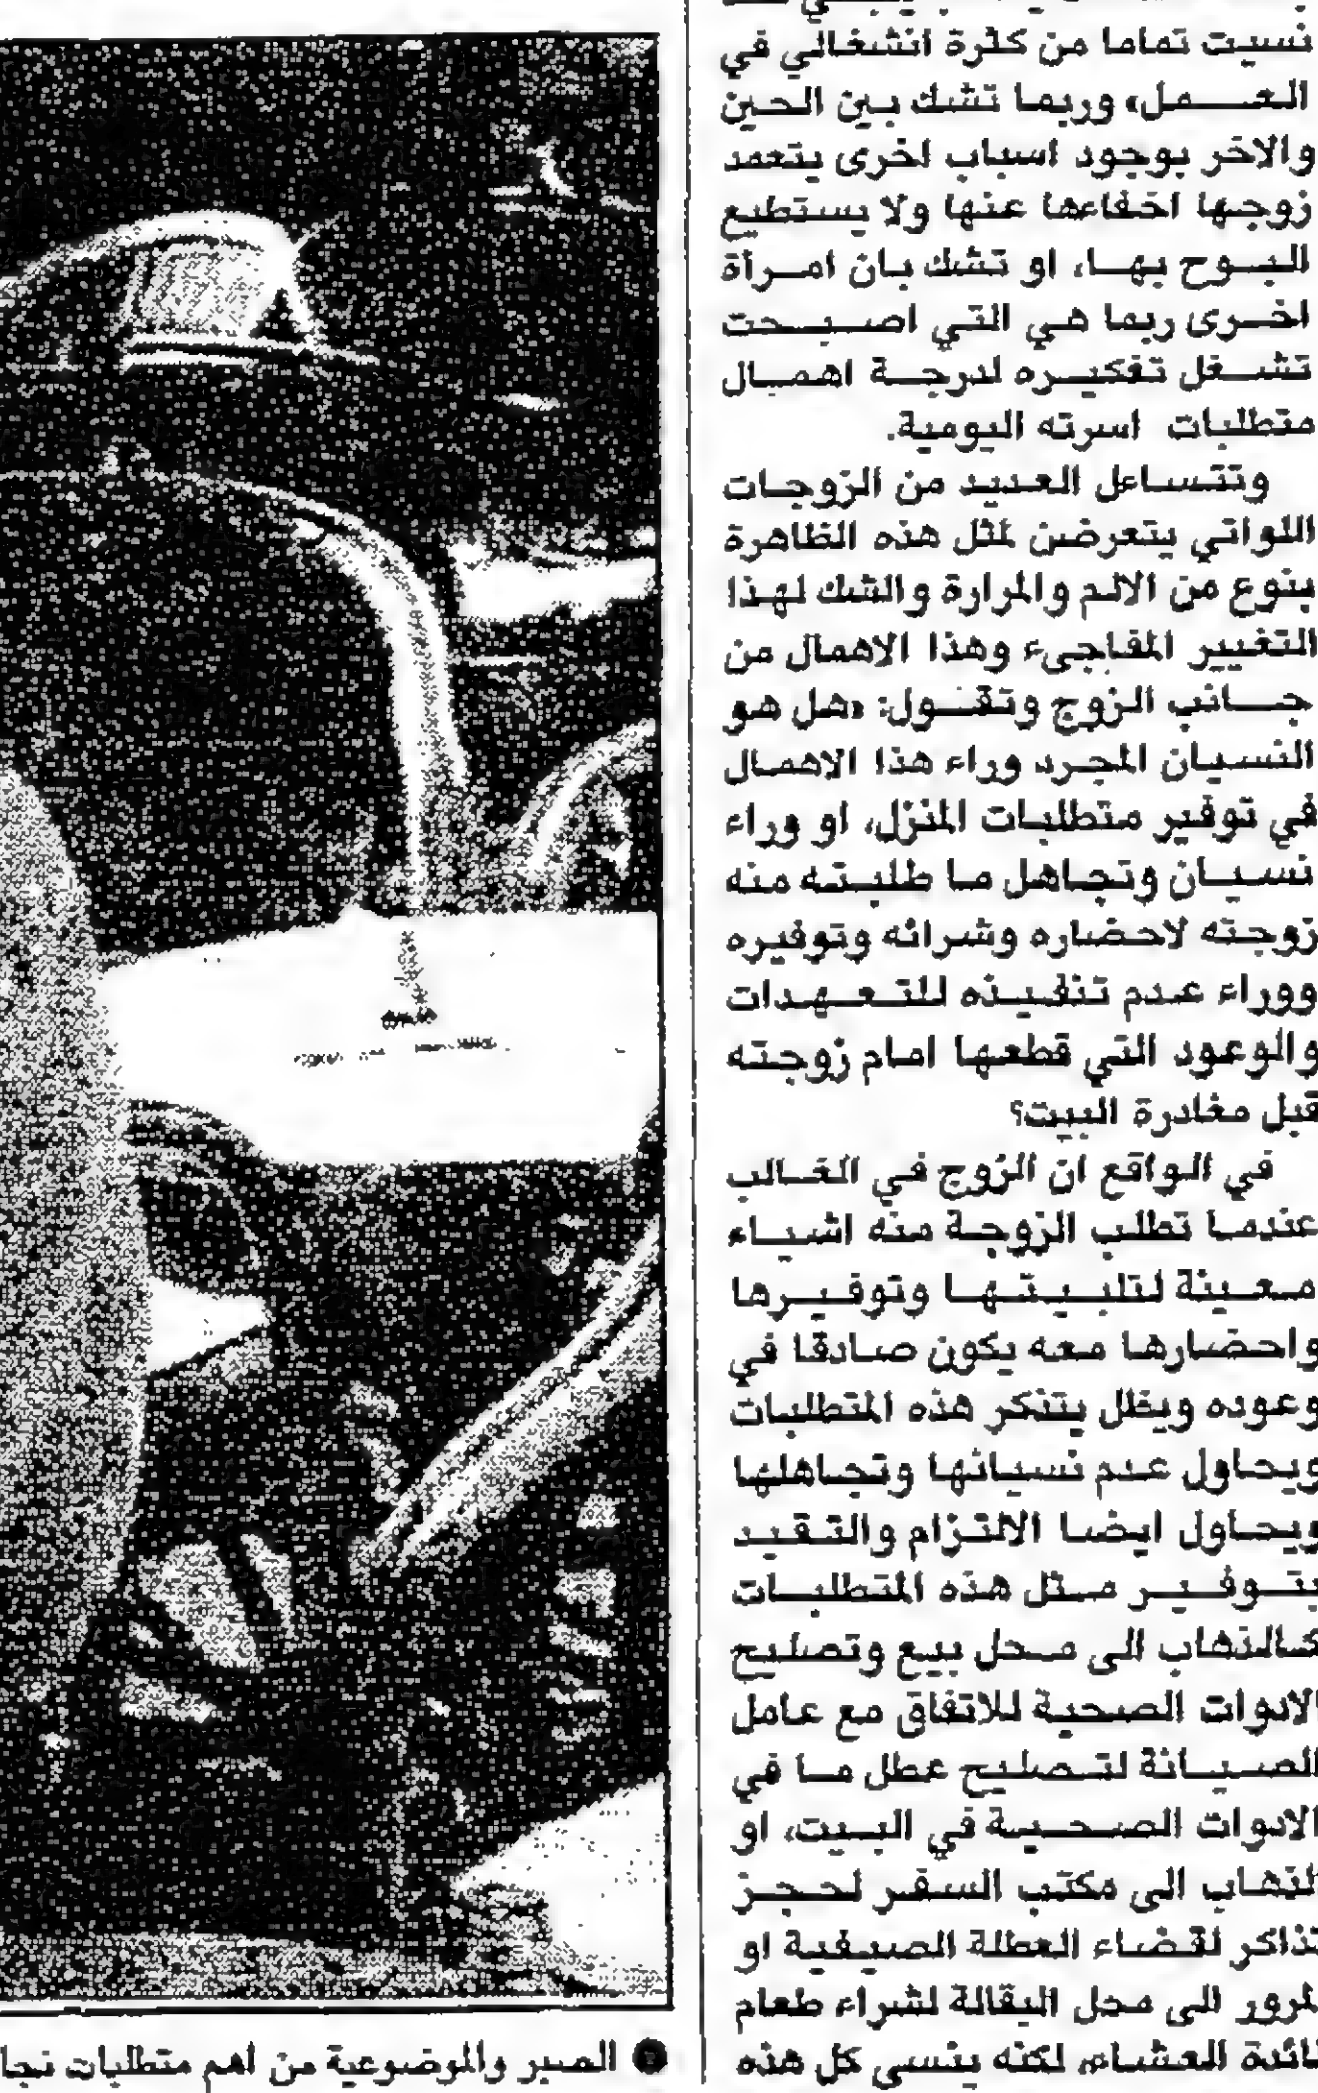 نسيت تماما من كثرة انشغالي في
العمل» وربما تشك بين الحين
والاخر بوجود اسباب اخرى يتعمد
زوجها اخفاءها عنها ولا يستطيع
البوح بها، او تشك بان امرأة
اخرى ربما هي التي اصبحت
تشغل تفكيره لدرجة اهمال
متطلبات اسرته اليومية.
وتتساءل العديد من الزوجات
اللواتي يتعرضن لمثل هذه الظاهرة
بنوع من الالم والمرارة والشك لهذا
التغيير المفاجىء وهذا الاهمال من
جانب الزوج وتقول: «هل هو
النسيان المجرد وراء هذا الاهمال
في توفير متطلبات المنزل، او وراء
نسيان وتجاهل ما طلبته منه
زوجته لاحضاره وشرائه وتوفيره
ووراء عدم تنفيذه للتعهدات
والوعود التي قطعها امام زوجته
قبل مغادرة البيت؟
في الواقع ان الزوج في الغالب
عندما تطلب الزوجة منه اشياء
معينة لتلبيتها وتوفيرها
واحضارها معه يكون صادقا في
وعوده ويظل يتذكر هذه المتطلبات
ويحاول عدم نسيانها وتجاهلها
ويحاول ايضا الالتزام والتقيد
بتوفير مثل هذه المتطلبات
كالذهاب الى محل بيع وتصليح
الادوات الصحية للاتفاق مع عامل
الصيانة لتصليح عطل ما في
الادوات الصحية في البيت، او
الذهاب الى مكتب السفر لحجز
تذاكر لقضاء العطلة الصيفية او
المرور الى محل البقالة لشراء طعام
لمائدة العشاء، لكنه ينسى كل هذه
الصبر والموضوعية من اهم متطلبات نجا